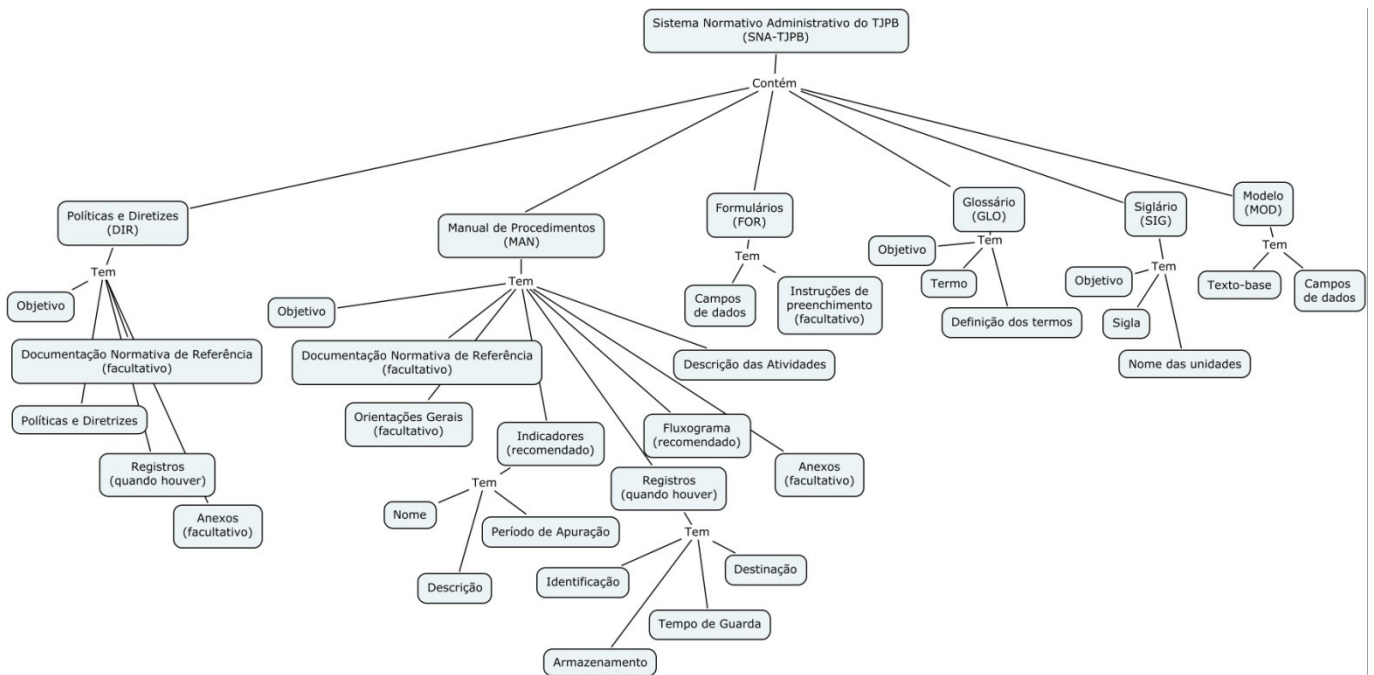 Sistema Normativo Administrativo do TJPB
(SNA-TJPB)
Contém
Políticas e Diretizes
(DIR)
Tem
Objetivo
Documentação Normativa de Referência
(facultativo)
Políticas e Diretrizes
Registros
(quando houver)
Anexos
(facultativo)
Manual de Procedimentos
(MAN)
Tem
Objetivo
Documentação Normativa de Referência
(facultativo)
Orientações Gerais
(facultativo)
Indicadores
(recomendado)
Tem
Nome
Descrição
Período de Apuração
Registros
(quando houver)
Tem
Identificação
Armazenamento
Tempo de Guarda
Destinação
Fluxograma
(recomendado)
Anexos
(facultativo)
Descrição das Atividades
Formulários
(FOR)
Tem
Campos
de dados
Instruções de
preenchimento
(facultativo)
Glossário
(GLO)
Tem
Objetivo
Termo
Definição dos termos
Siglário
(SIG)
Tem
Objetivo
Sigla
Nome das unidades
Modelo
(MOD)
Tem
Texto-base
Campos
de dados